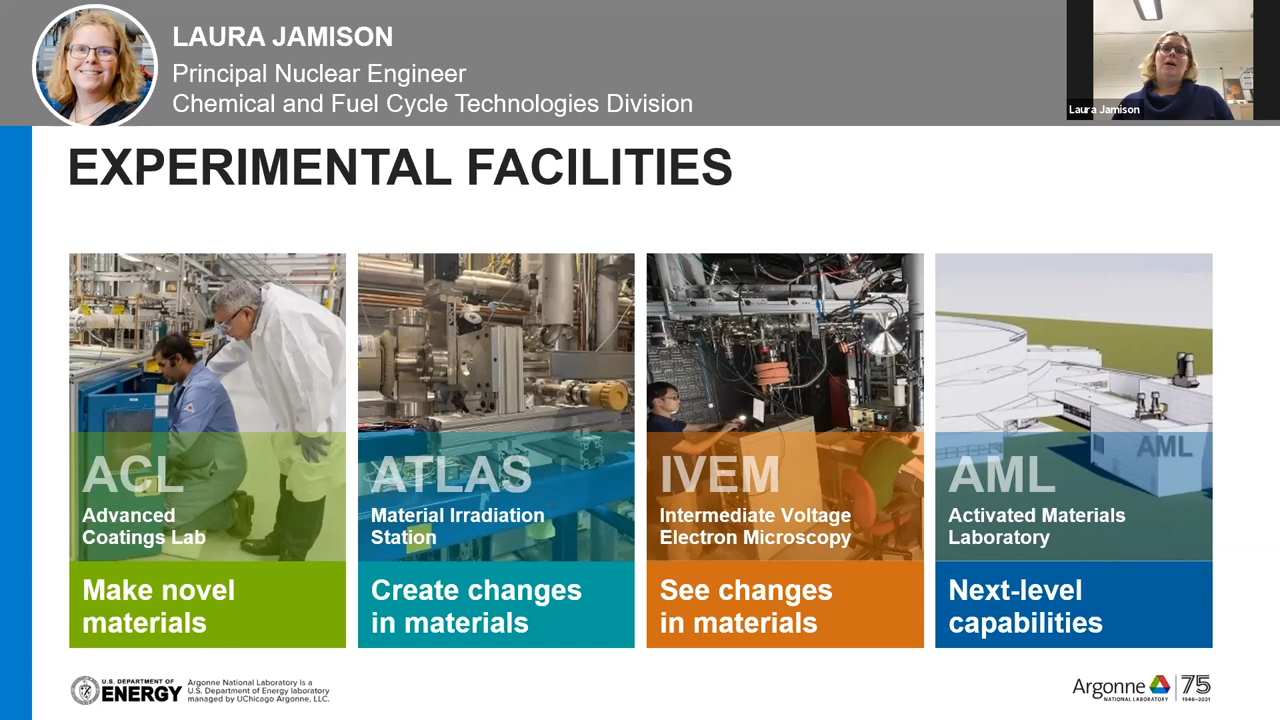 LAURA JAMISON
Principal Nuclear Engineer
Chemical and Fuel Cycle Technologies Division
Laura Jamison
EXPERIMENTAL FACILITIES
ACL
Advanced
Coatings Lab
Make novel
materials
ATLAS
Material Irradiation
Station
Create changes
in materials
IVEM
Intermediate Voltage
Electron Microscopy
See changes
in materials
AML
AML
Activated Materials
Laboratory
Next-level
capabilities
U.S. DEPARTMENT OF
ENERGY
Argonne National Laboratory is a
U.S. Department of Energy laboratory
managed by UChicago Argonne, LLC.
Argonne
NATIONAL LABORATORY
75
1946–2021